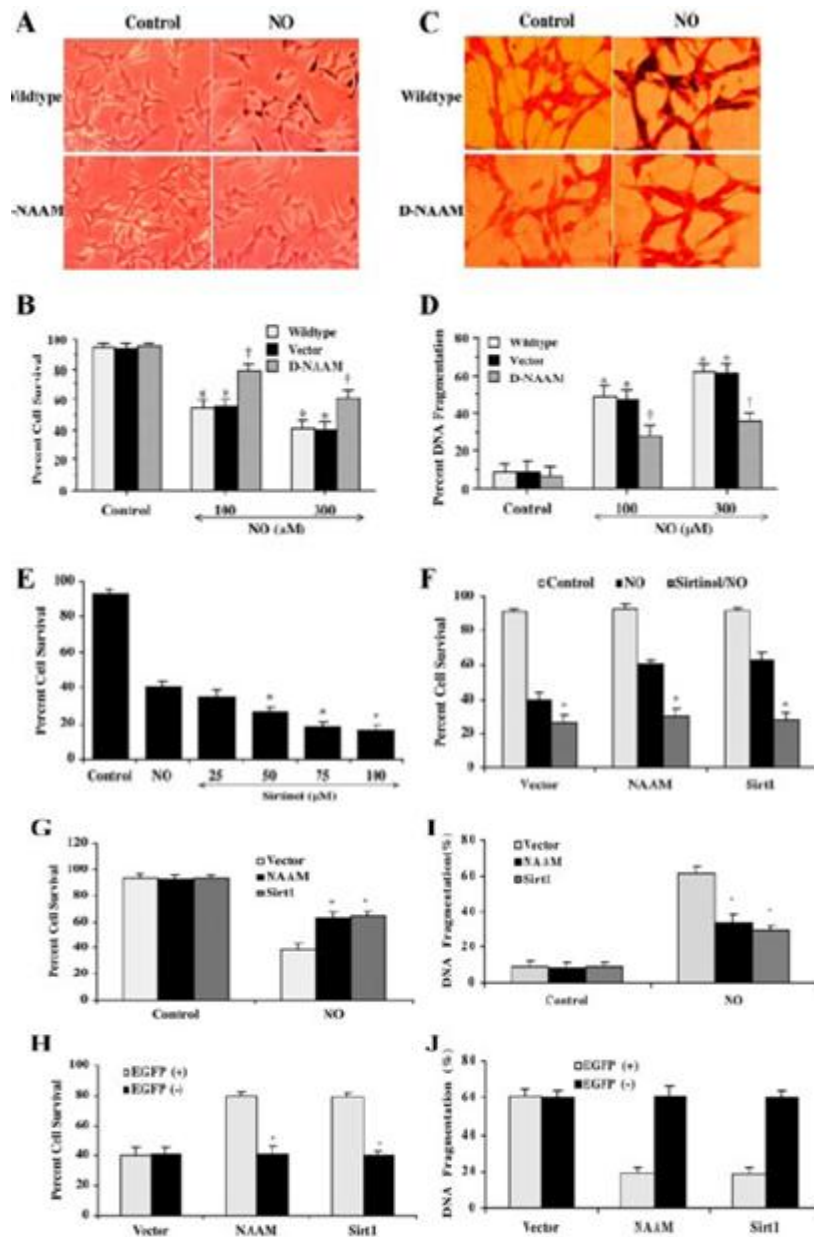 A
Control NO
Wildtype
-NAAM
C
Control NO
Wildtype
D-NAAM
B
Percent Cell Survival
100
80
60
40
20
0
Wildtype
Vector
D-NAAM
* * †
* * †
Control 100 300
NO (μM)
D
Percent DNA Fragmentation
80
60
40
20
0
Wildtype
Vector
D-NAAM
* * †
* * †
Control 100 300
NO (μM)
E
Percent Cell Survival
100
80
60
40
20
0
* * *
Control NO 25 50 75 100
Sirtinol (μM)
F
Control NO Sirtinol/NO
Percent Cell Survival
100
80
60
40
20
0
* * *
Vector NAAM Sirt1
G
Percent Cell Survival
120
100
80
60
40
20
0
Vector
NAAM
Sirt1
* *
Control NO
I
DNA Fragmentation(%)
80
60
40
20
0
Vector
NAAM
Sirt1
* *
Control NO
H
Percent Cell Survival
100
80
60
40
20
0
EGFP (+)
EGFP (-)
* *
Vector NAAM Sirt1
J
DNA Fragmentation (%)
80
60
40
20
0
EGFP (+)
EGFP (-)
Vector NAAM Sirt1